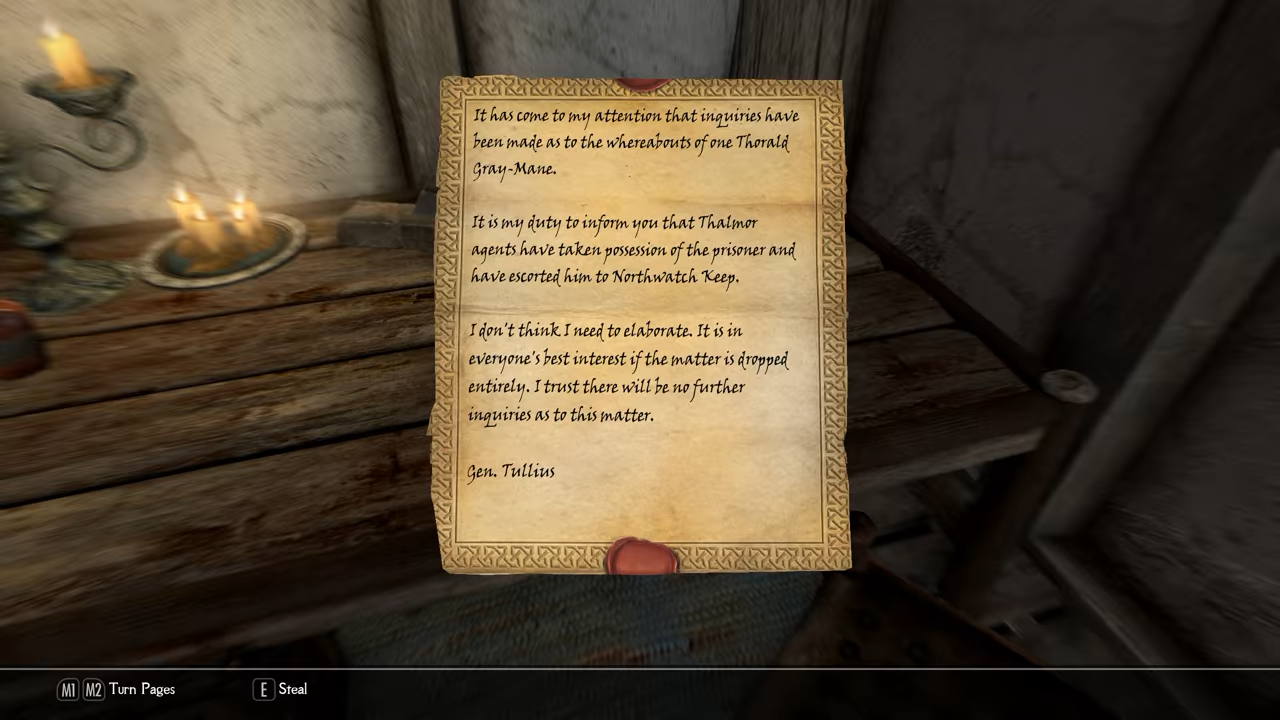 It has come to my attention that inquiries have
been made as to the whereabouts of one Thorald
Gray-Mane.
It is my duty to inform you that Thalmor
agents have taken possession of the prisoner and
have escorted him to Northwatch Keep.
I don't think I need to elaborate. It is in
everyone's best interest if the matter is dropped
entirely. I trust there will be no further
inquiries as to this matter.
Gen. Tullius
M1 M2 Turn Pages E Steal